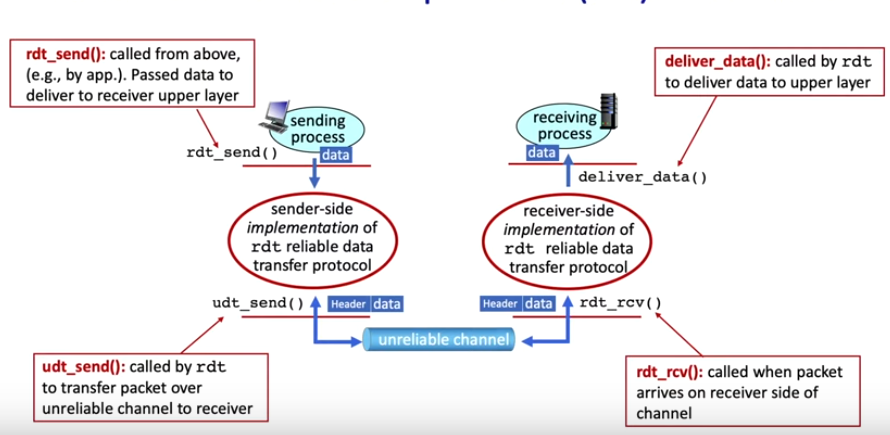 rdt_send(): called from above,
(e.g., by app.). Passed data to
deliver to receiver upper layer
deliver_data(): called by rdt
to deliver data to upper layer
sending
process
data
rdt_send()
receiving
process
data
deliver_data()
sender-side
implementation of
rdt reliable data
transfer protocol
receiver-side
implementation of
rdt reliable data
transfer protocol
udt_send()
Header data
Header data
rdt_rcv()
unreliable channel
udt_send(): called by rdt
to transfer packet over
unreliable channel to receiver
rdt_rcv(): called when packet
arrives on receiver side of
channel